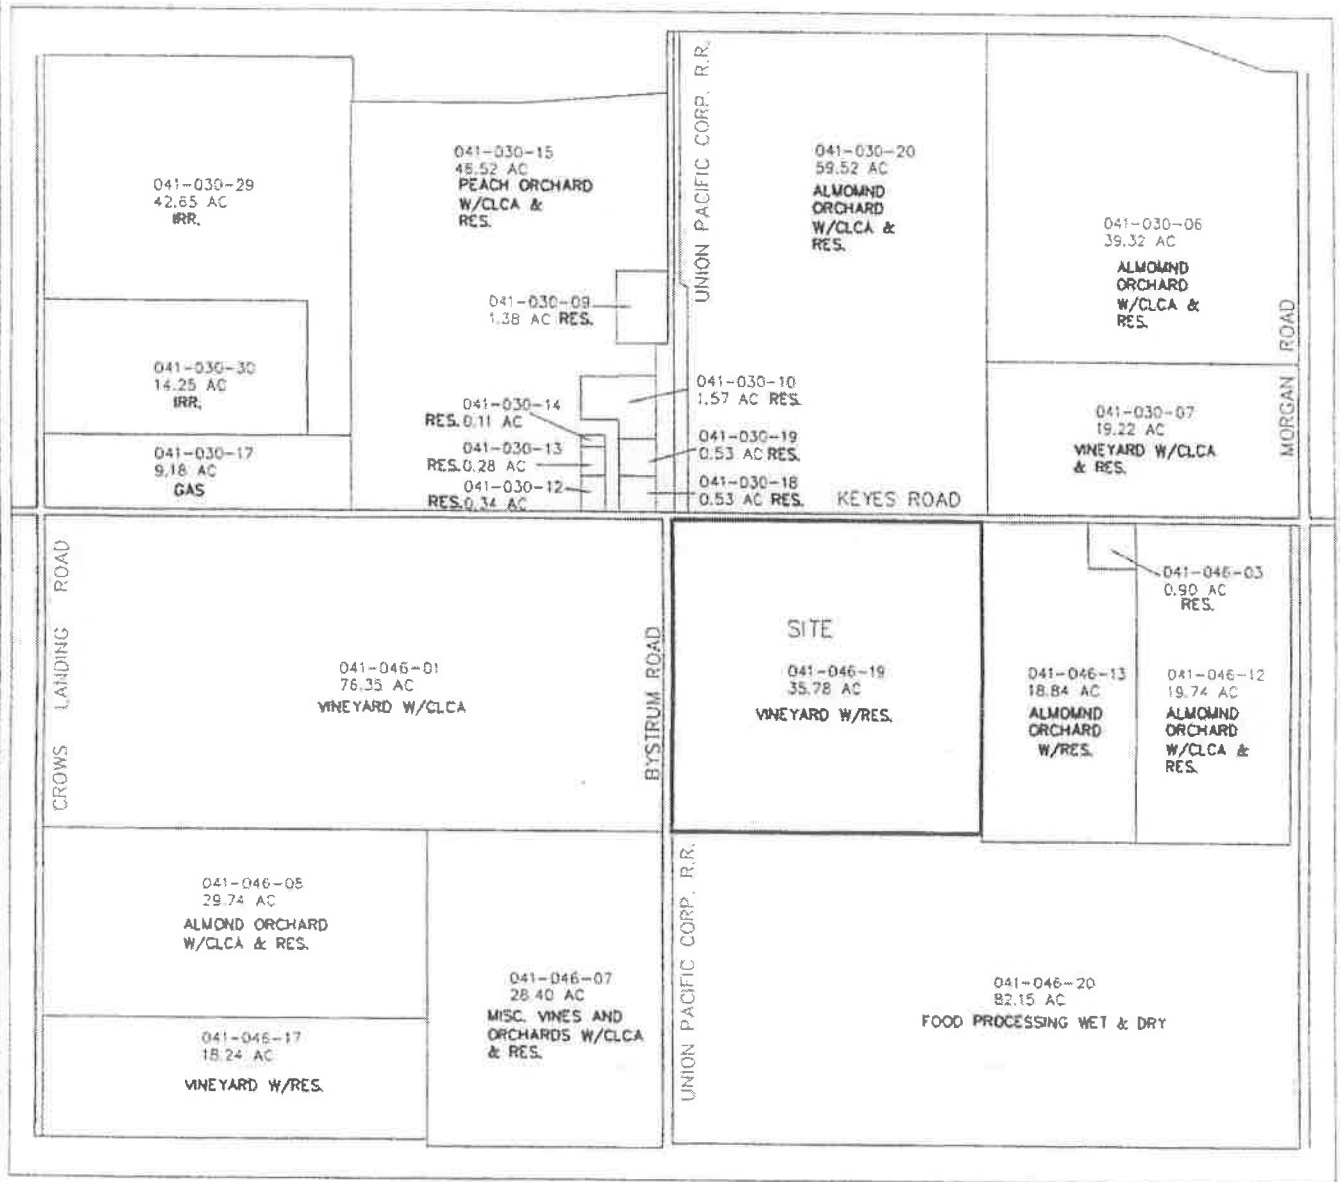 041-030-29
42.65 AC
IRR.
041-030-15
46.52 AC
PEACH ORCHARD
W/CLCA &
RES.
UNION PACIFIC CORP. R.R.
041-030-20
59.52 AC
ALMOMND
ORCHARD
W/CLCA &
RES.
041-030-06
39.32 AC
ALMOMND
ORCHARD
W/CLCA &
RES.
MORGAN ROAD
041-030-09
1.38 AC RES.
041-030-30
14.25 AC
IRR.
041-030-10
1.57 AC RES.
041-030-14
RES. 0.11 AC
041-030-07
19.22 AC
VINEYARD W/CLCA
& RES.
041-030-17
9.18 AC
GAS
041-030-13
RES. 0.28 AC
041-030-19
0.53 AC RES.
041-030-12
RES. 0.34 AC
041-030-18
0.53 AC RES.
KEYES ROAD
CROWS LANDING ROAD
041-046-01
76.35 AC
VINEYARD W/CLCA
BYSTRUM ROAD
SITE
041-046-19
35.78 AC
VINEYARD W/RES.
041-046-03
0.90 AC
RES.
041-046-13
18.84 AC
ALMOMND
ORCHARD
W/RES.
041-046-12
19.74 AC
ALMOMND
ORCHARD
W/CLCA &
RES.
041-046-08
29.74 AC
ALMOND ORCHARD
W/CLCA & RES.
041-046-07
28.40 AC
MISC. VINES AND
ORCHARDS W/CLCA
& RES.
041-046-17
18.24 AC
VINEYARD W/RES.
UNION PACIFIC CORP. R.R.
041-046-20
82.15 AC
FOOD PROCESSING WET & DRY